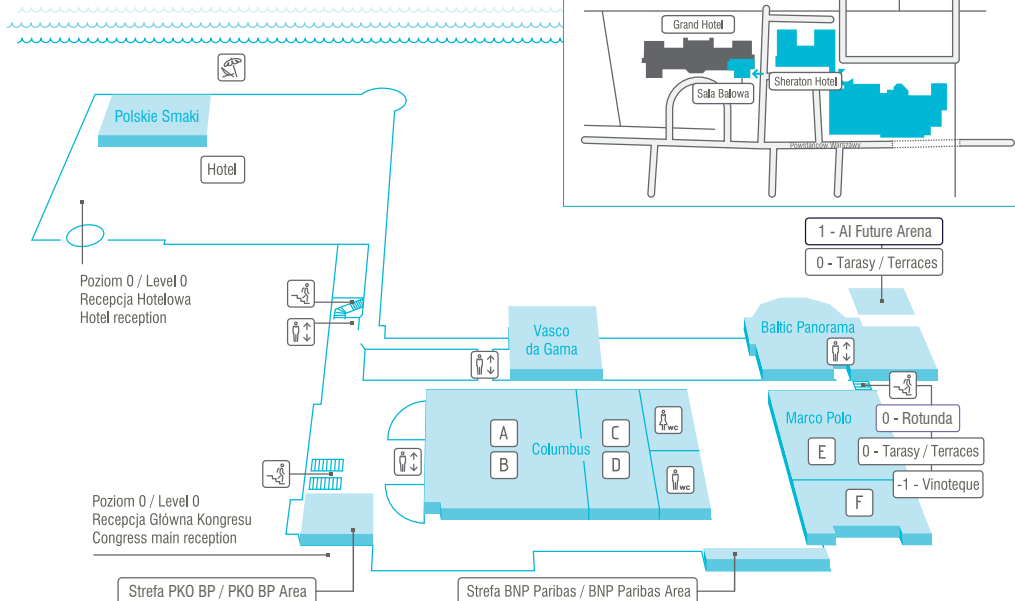 Grand Hotel
Sheraton Hotel
Sala Balowa
Powstańców Warszawy
Polskie Smaki
Hotel
Poziom 0 / Level 0
Recepcja Hotelowa
Hotel reception
1 - AI Future Arena
0 - Tarasy / Terraces
Vasco
da Gama
Baltic Panorama
A
B
Columbus
C
D
WC
WC
Marco Polo
E
F
0 - Rotunda
0 - Tarasy / Terraces
-1 - Vinoteque
Poziom 0 / Level 0
Recepcja Główna Kongresu
Congress main reception
Strefa PKO BP / PKO BP Area
Strefa BNP Paribas / BNP Paribas Area